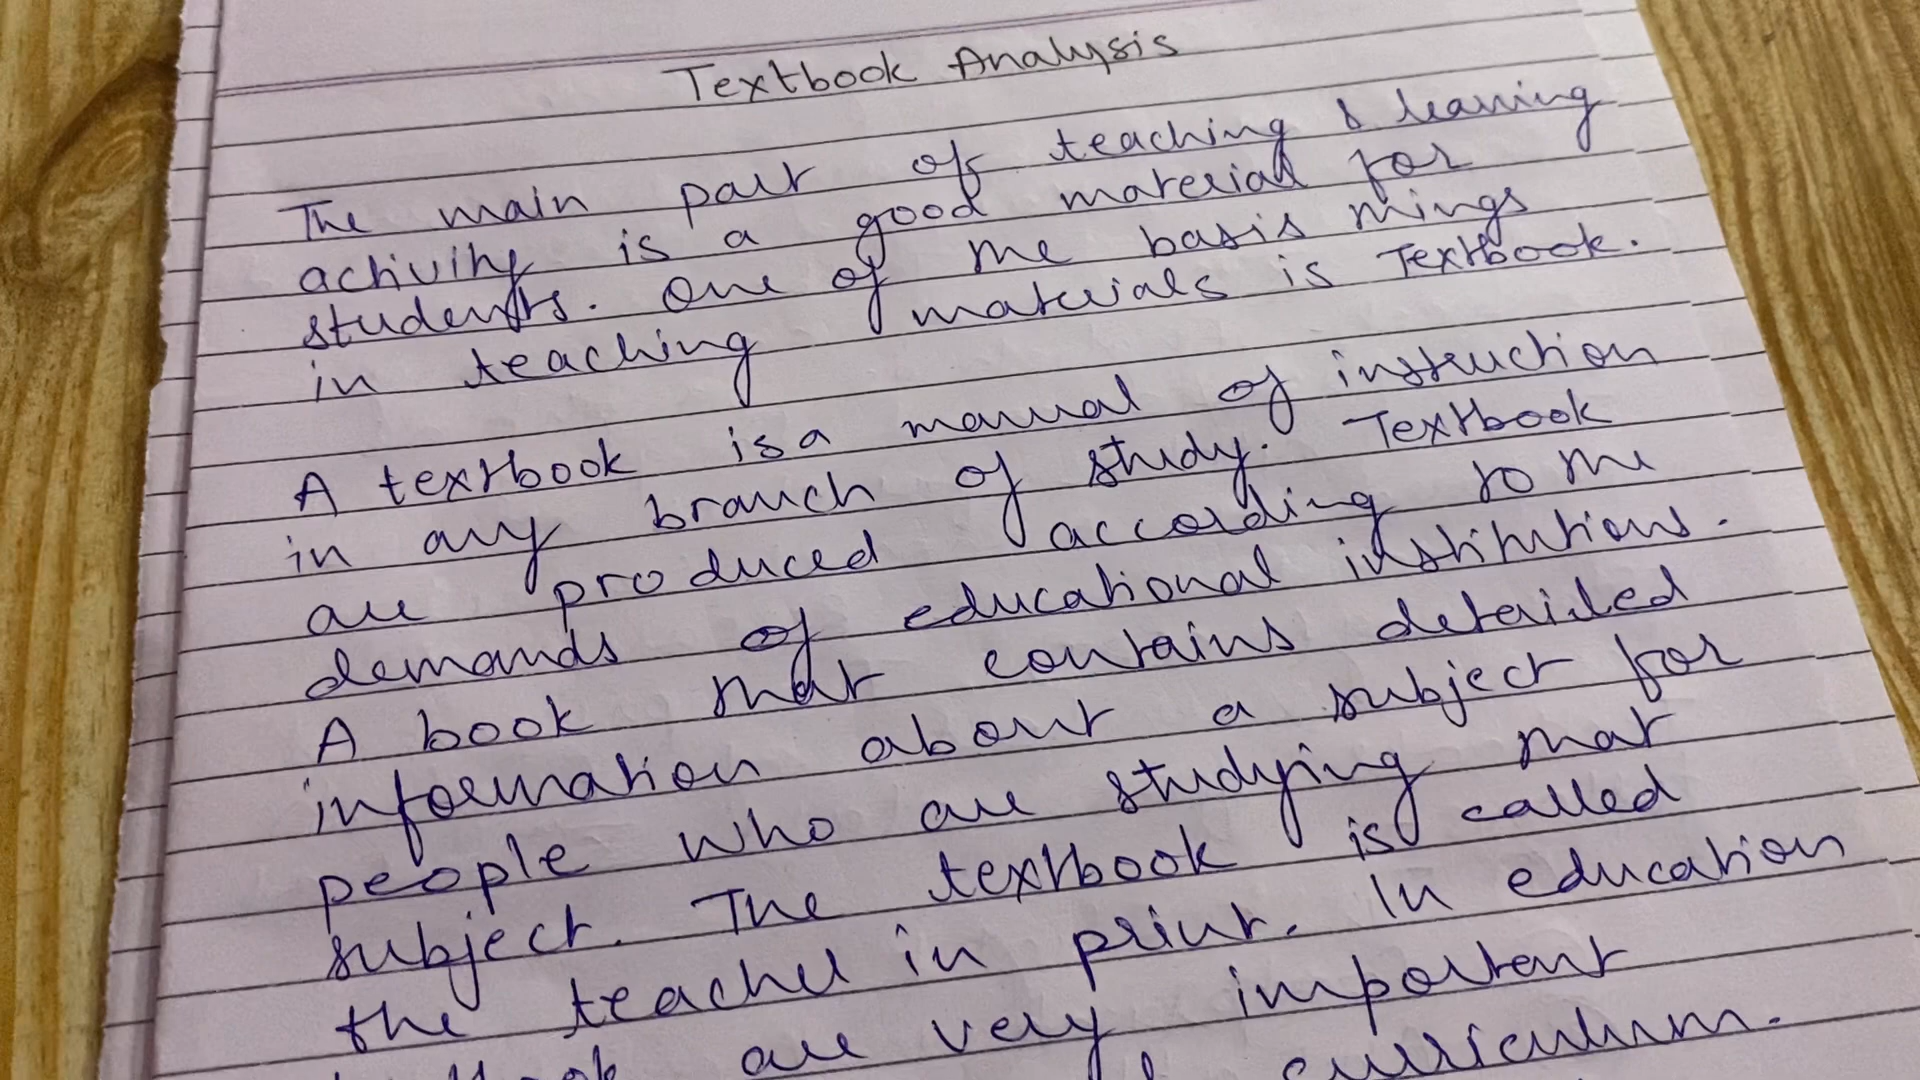 Textbook Analysis
The main part of teaching & learning
activity is a good material for
students. One of the basis things
in teaching materials is Textbook.
A textbook is a manual of instruction
in any branch of study. Textbook
are produced according to the
demands of educational institutions.
A book that contains detailed
information about a subject for
people who are studying that
subject. The textbook is called
the teacher in print. In education
are very important
curriculum.